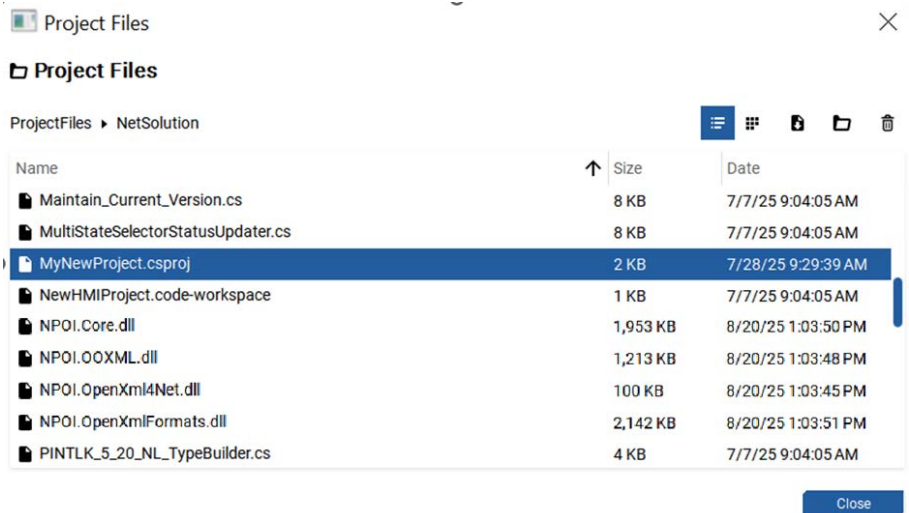 Project Files
Project Files
ProjectFiles ▸ NetSolution
Name Size Date
Maintain_Current_Version.cs 8 KB 7/7/25 9:04:05 AM
MultiStateSelectorStatusUpdater.cs 8 KB 7/7/25 9:04:05 AM
MyNewProject.csproj 2 KB 7/28/25 9:29:39 AM
NewHMIProject.code-workspace 1 KB 7/7/25 9:04:05 AM
NPOI.Core.dll 1,953 KB 8/20/25 1:03:50 PM
NPOI.OOXML.dll 1,213 KB 8/20/25 1:03:48 PM
NPOI.OpenXml4Net.dll 100 KB 8/20/25 1:03:45 PM
NPOI.OpenXmlFormats.dll 2,142 KB 8/20/25 1:03:51 PM
PINTLK_5_20_NL_TypeBuilder.cs 4 KB 7/7/25 9:04:05 AM
Close